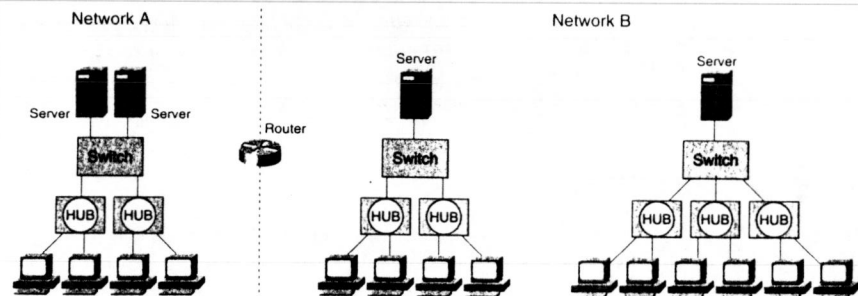 Network A
Network B
Server
Server
Server
Server
Router
Switch
Switch
Switch
HUB
HUB
HUB
HUB
HUB
HUB
HUB